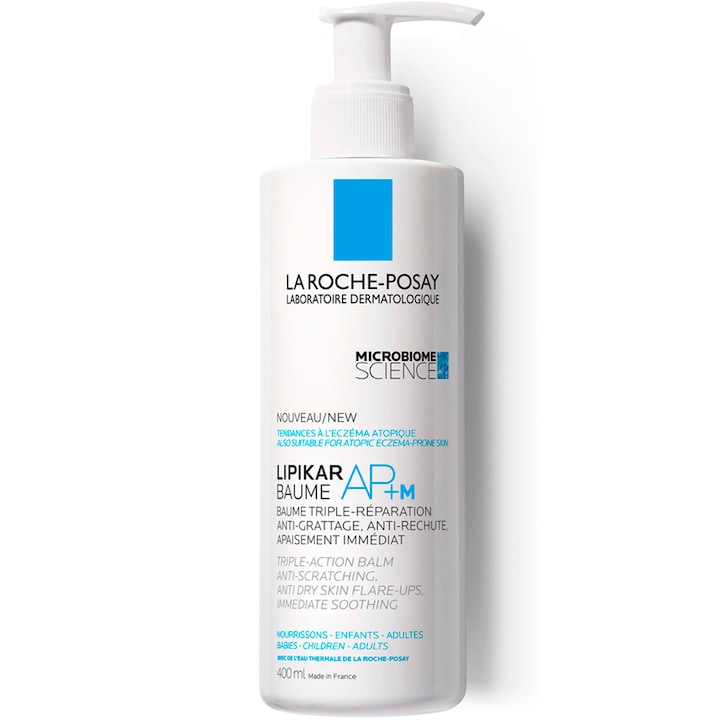 LA ROCHE-POSAY
LABORATOIRE DERMATOLOGIQUE
MICROBIOME
SCIENCE
NOUVEAU/NEW
TENDANCES À L'ECZÉMA ATOPIQUE
ALSO SUITABLE FOR ATOPIC ECZEMA-PRONE SKIN
LIPIKAR
BAUME AP+M
BAUME TRIPLE-RÉPARATION
ANTI-GRATTAGE, ANTI-RECHUTE,
APAISEMENT IMMÉDIAT
TRIPLE-ACTION BALM
ANTI-SCRATCHING,
ANTI DRY SKIN FLARE-UPS,
IMMEDIATE SOOTHING
NOURRISSONS - ENFANTS - ADULTES
BABIES - CHILDREN - ADULTS
AVEC DE L'EAU THERMALE DE LA ROCHE-POSAY
400 ml Made in France